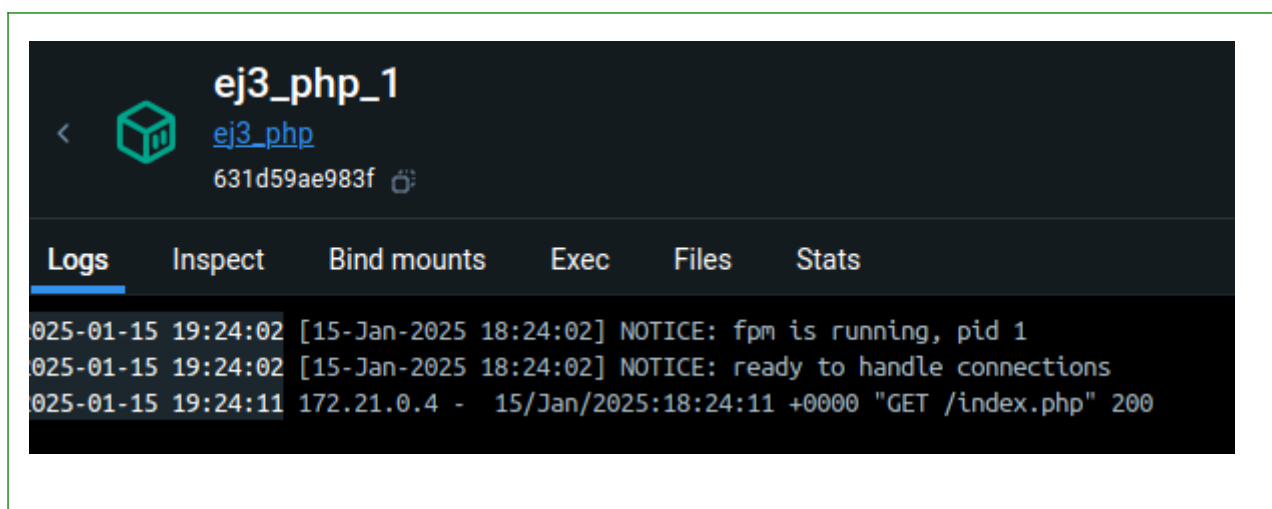 ej3_php_1
ej3_php
631d59ae983f
Logs Inspect Bind mounts Exec Files Stats
025-01-15 19:24:02 [15-Jan-2025 18:24:02] NOTICE: fpm is running, pid 1
025-01-15 19:24:02 [15-Jan-2025 18:24:02] NOTICE: ready to handle connections
025-01-15 19:24:11 172.21.0.4 -  15/Jan/2025:18:24:11 +0000 "GET /index.php" 200